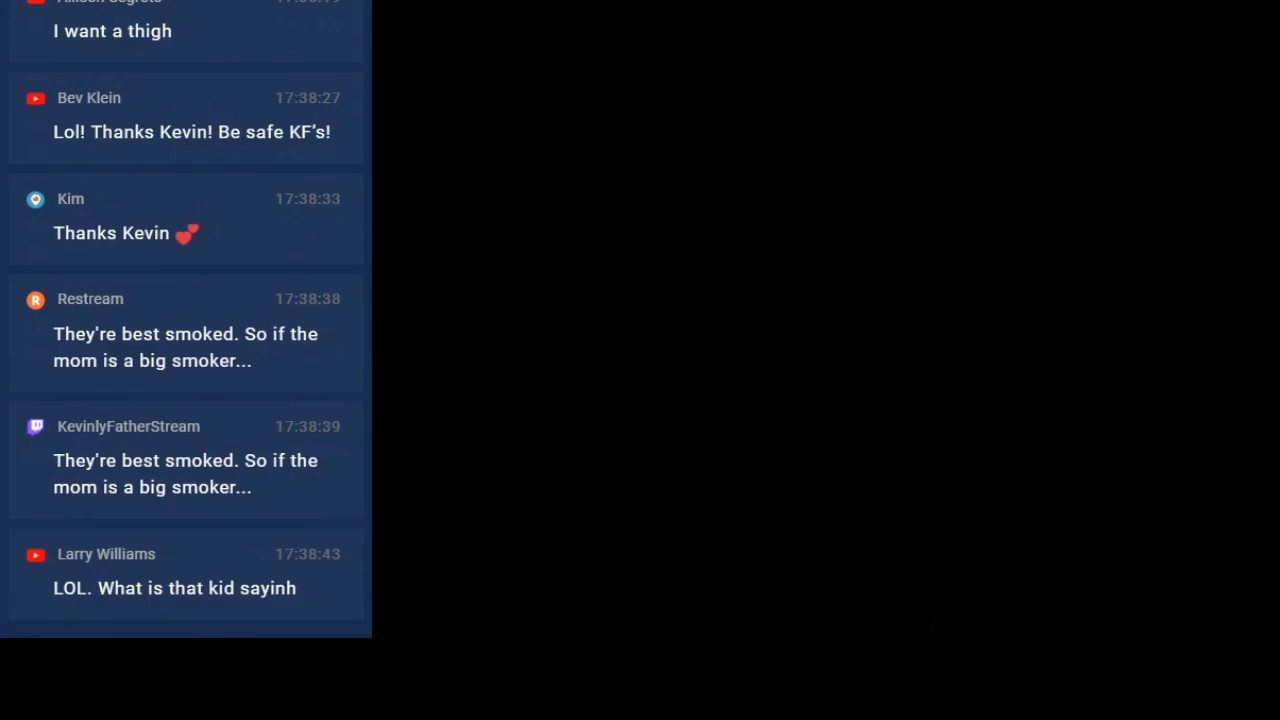 I want a thigh
Bev Klein 17:38:27
Lol! Thanks Kevin! Be safe KF's!
Kim 17:38:33
Thanks Kevin 💕
Restream 17:38:38
They're best smoked. So if the
mom is a big smoker...
KevinlyFatherStream 17:38:39
They're best smoked. So if the
mom is a big smoker...
Larry Williams 17:38:43
LOL. What is that kid sayinh